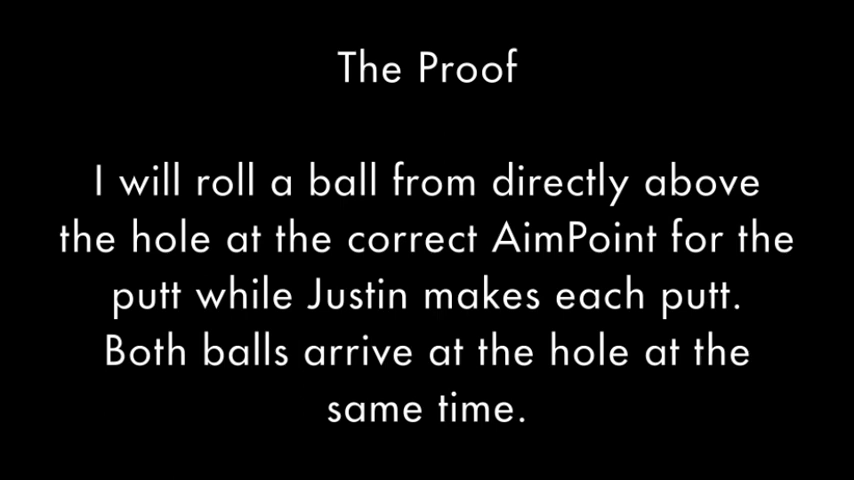 The Proof
I will roll a ball from directly above
the hole at the correct AimPoint for the
putt while Justin makes each putt.
Both balls arrive at the hole at the
same time.